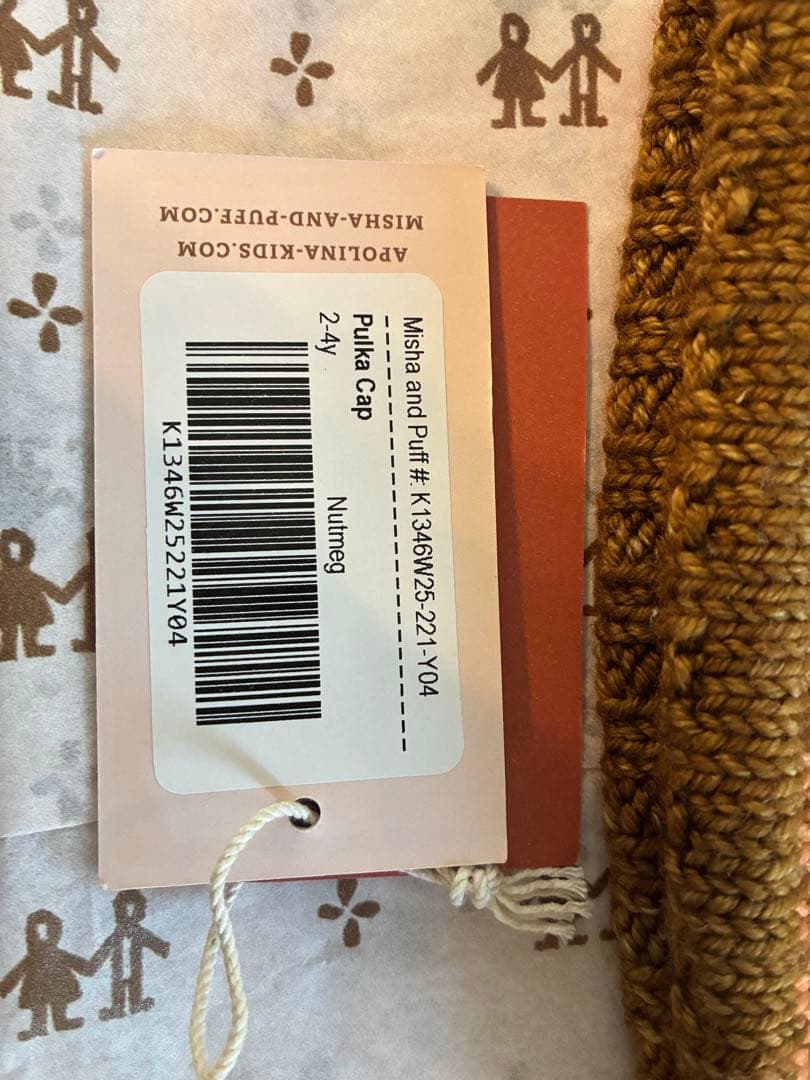 MISHA-AND-PUFF.COM
APOLINA-KIDS.COM
Misha and Puff #: K1346W25-221-Y04
Pulka Cap
2-4y Nutmeg
K1346W25221Y04